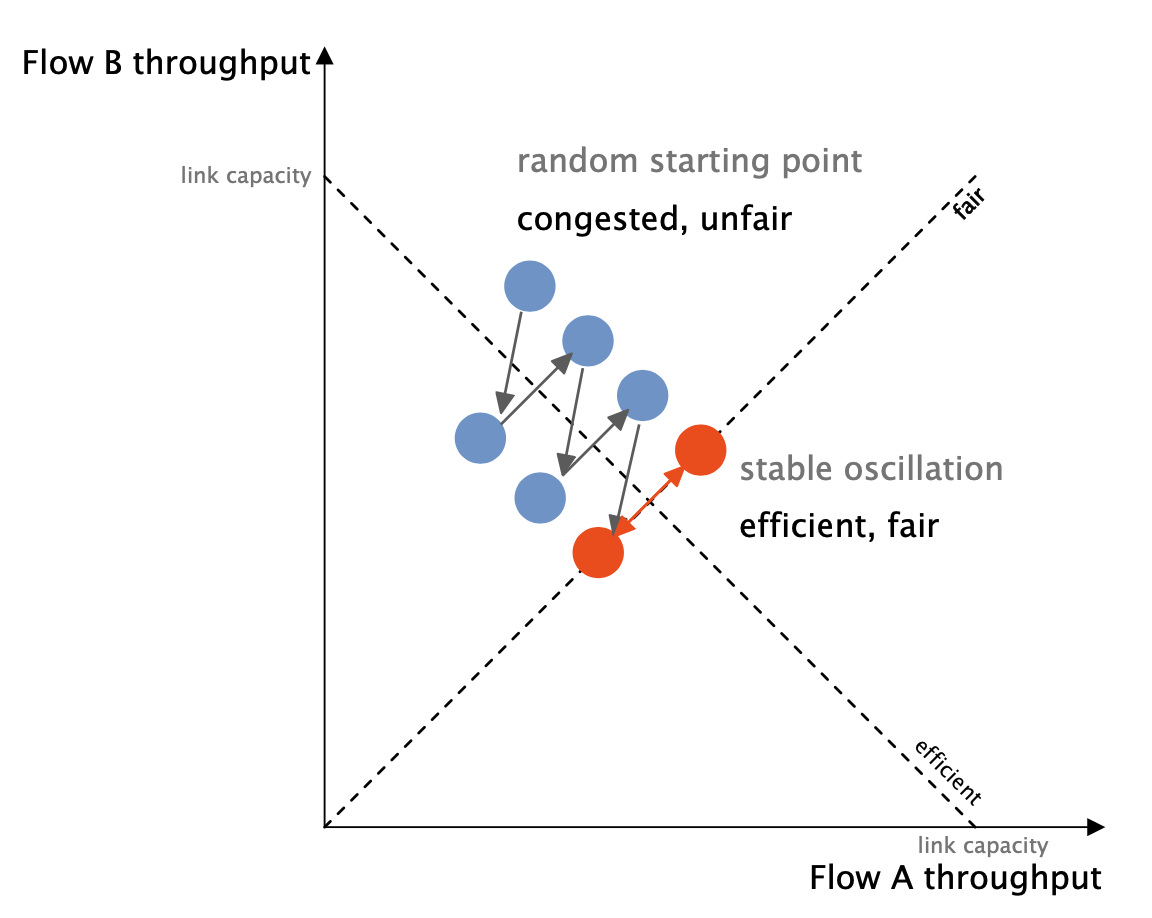 Flow B throughput
random starting point
link capacity
congested, unfair
fair
stable oscillation
efficient, fair
efficient
link capacity
Flow A throughput